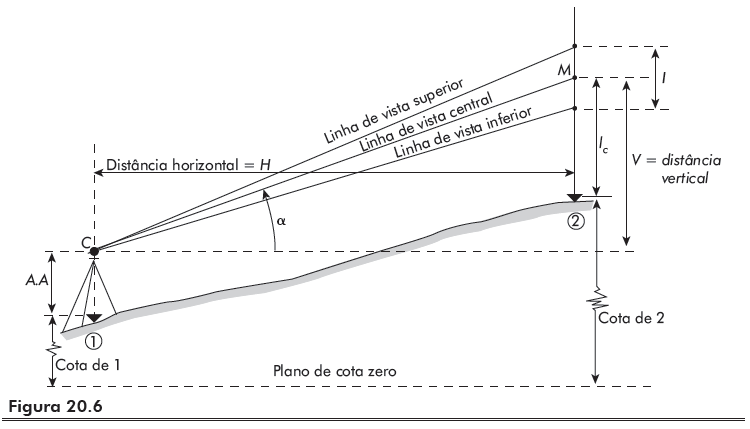 Linha de vista superior
Linha de vista central
Linha de vista inferior
M
I
I_c
V = distância
vertical
Distância horizontal = H
α
C
A.A
1
2
Cota de 1
Cota de 2
Plano de cota zero
Figura 20.6